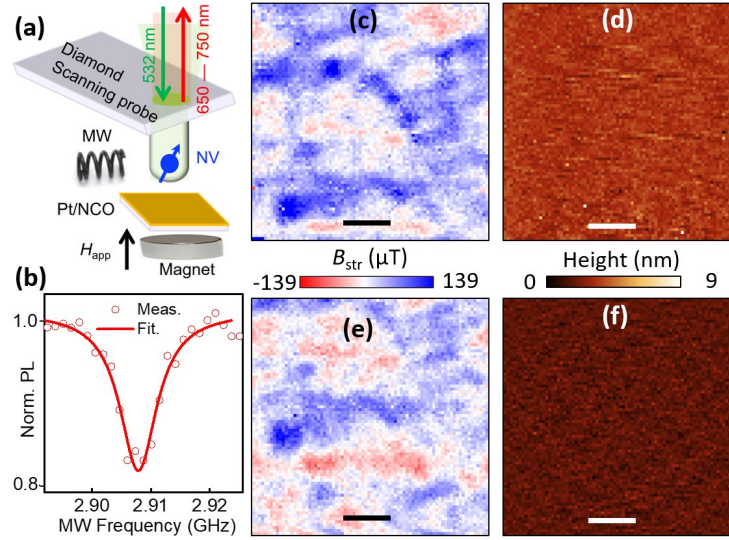 (a)
532 nm
650 — 750 nm
Diamond
Scanning probe
MW
NV
Pt/NCO
Happ
Magnet
(b)
1.0
Meas.
Fit.
Norm. PL
0.8
2.90 2.91 2.92
MW Frequency (GHz)
(c)
(d)
Bstr (µT)
-139 139
Height (nm)
0 9
(e)
(f)